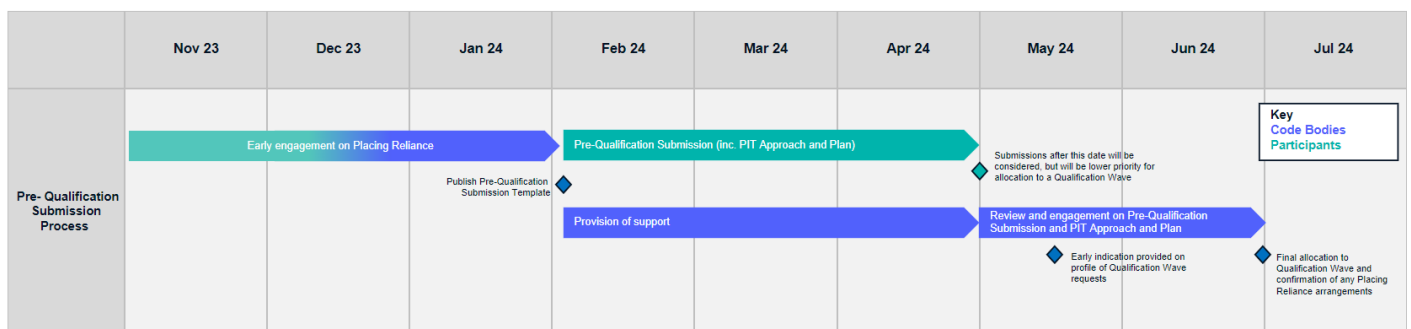 Nov 23
Dec 23
Jan 24
Feb 24
Mar 24
Apr 24
May 24
Jun 24
Jul 24
Pre- Qualification
Submission
Process
Early engagement on Placing Reliance
Pre-Qualification Submission (inc. PIT Approach and Plan)
Key
Code Bodies
Participants
Publish Pre-Qualification
Submission Template
Submissions after this date will be
considered, but will be lower priority for
allocation to a Qualification Wave
Provision of support
Review and engagement on Pre-Qualification
Submission and PIT Approach and Plan
Early indication provided on
profile of Qualification Wave
requests
Final allocation to
Qualification Wave and
confirmation of any Placing
Reliance arrangements